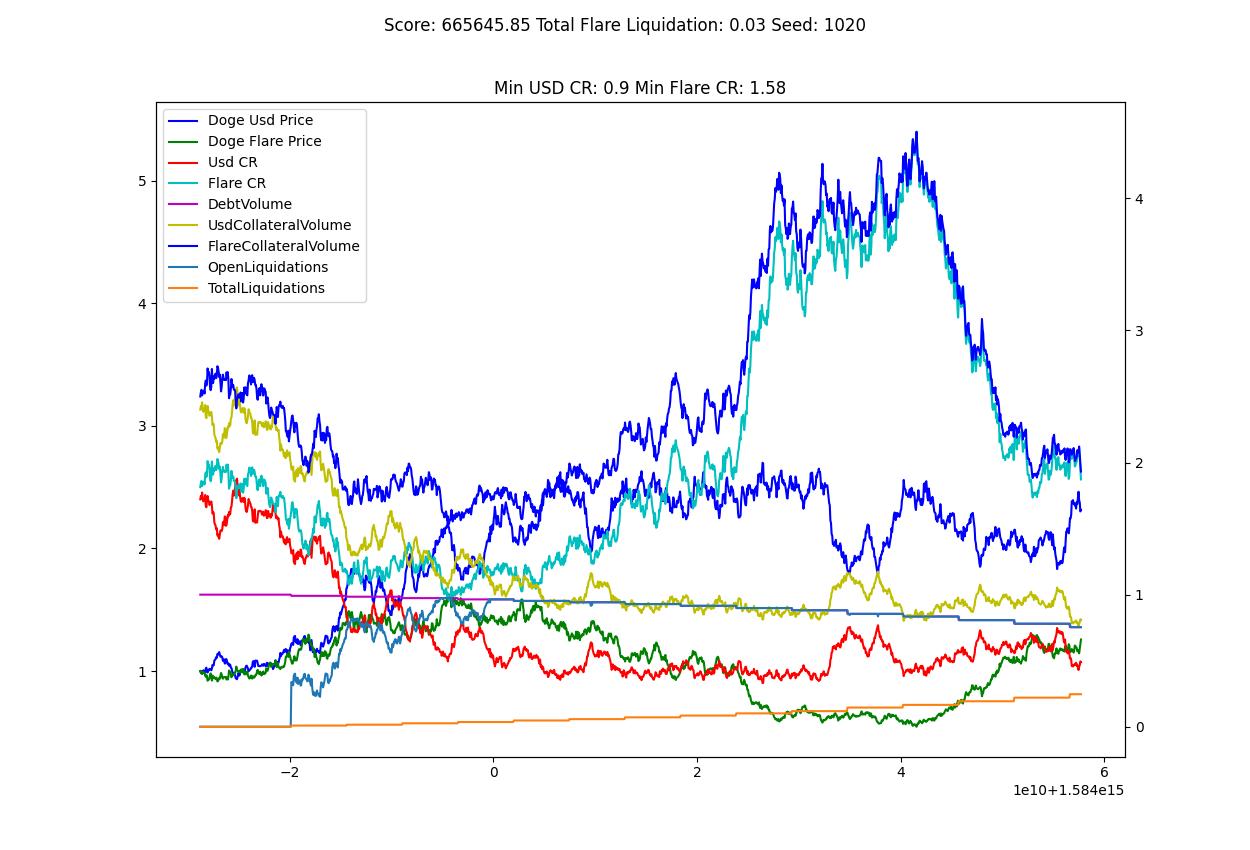 Score: 665645.85 Total Flare Liquidation: 0.03 Seed: 1020
Min USD CR: 0.9 Min Flare CR: 1.58
Doge Usd Price
Doge Flare Price
Usd CR
Flare CR
DebtVolume
UsdCollateralVolume
FlareCollateralVolume
OpenLiquidations
TotalLiquidations
5
4
3
2
1
4
3
2
1
0
−2
0
2
4
6
1e10+1.584e15